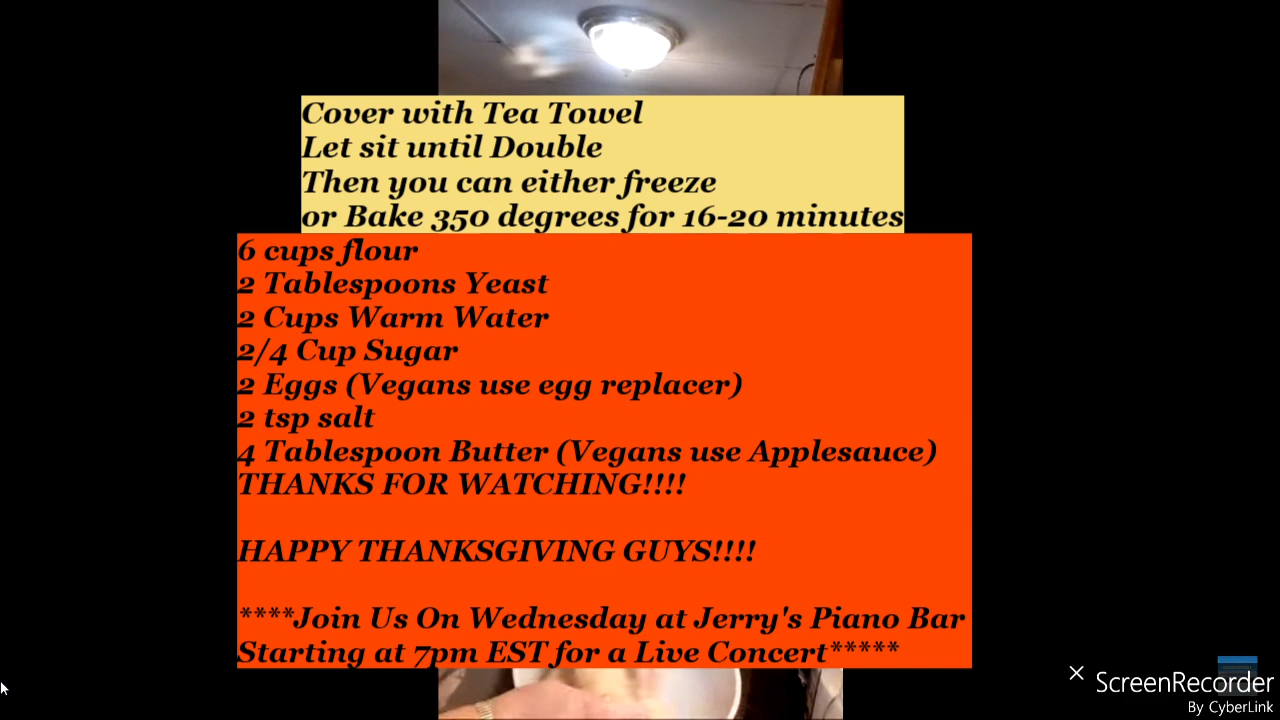 Cover with Tea Towel
Let sit until Double
Then you can either freeze
or Bake 350 degrees for 16-20 minutes
6 cups flour
2 Tablespoons Yeast
2 Cups Warm Water
2/4 Cup Sugar
2 Eggs (Vegans use egg replacer)
2 tsp salt
4 Tablespoon Butter (Vegans use Applesauce)
THANKS FOR WATCHING!!!!
HAPPY THANKSGIVING GUYS!!!!
****Join Us On Wednesday at Jerry's Piano Bar
Starting at 7pm EST for a Live Concert*****
ScreenRecorder
By CyberLink